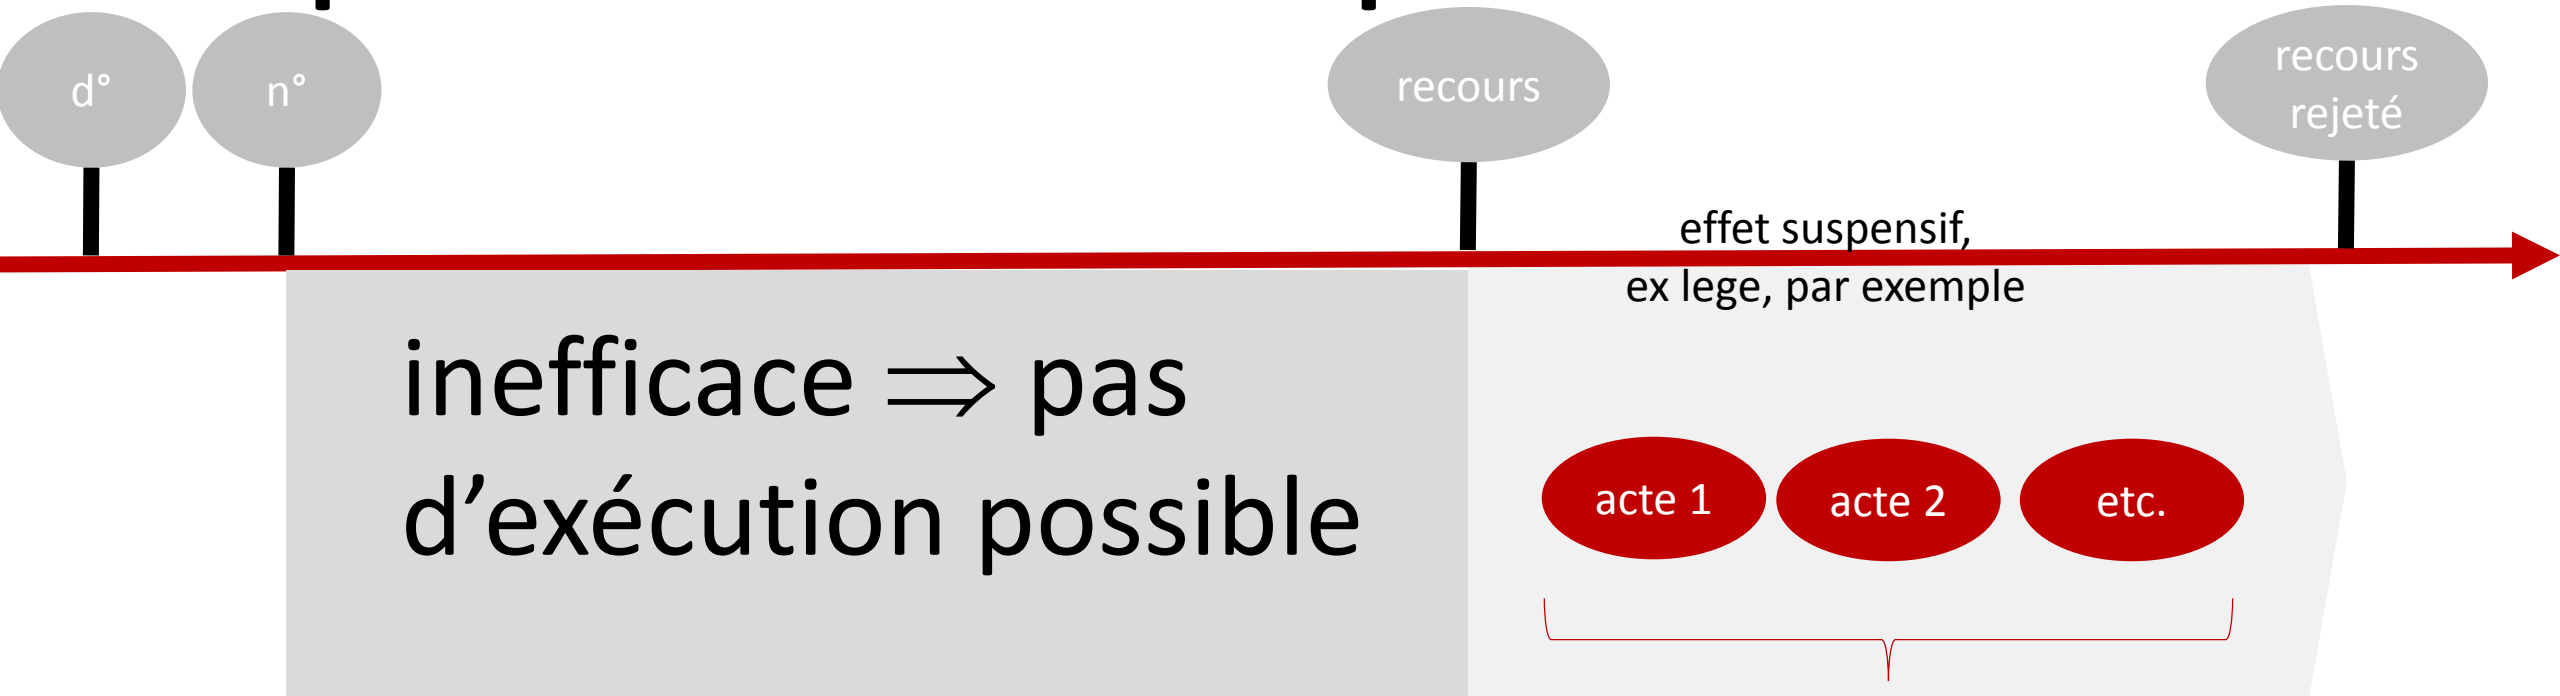 d°
n°
recours
recours
rejeté
effet suspensif,
ex lege, par exemple
inefficace ⇒ pas
d’exécution possible
acte 1
acte 2
etc.